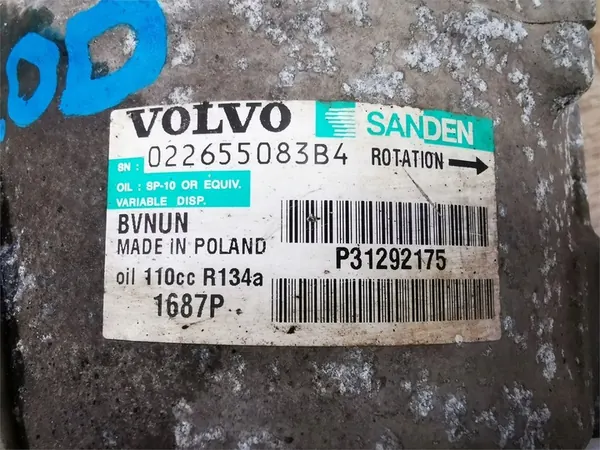 OD
VOLVO SANDEN
SN : 022655083B4 ROTATION →
OIL : SP-10 OR EQUIV.
VARIABLE DISP.
BVNUN
MADE IN POLAND
P31292175
oil 110cc R134a
1687P